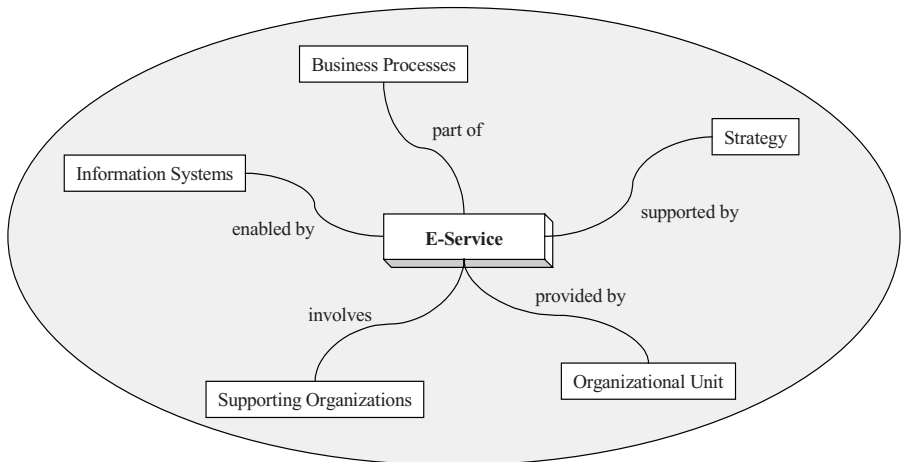 Business Processes
part of
Strategy
Information Systems
supported by
enabled by
E-Service
provided by
involves
Organizational Unit
Supporting Organizations